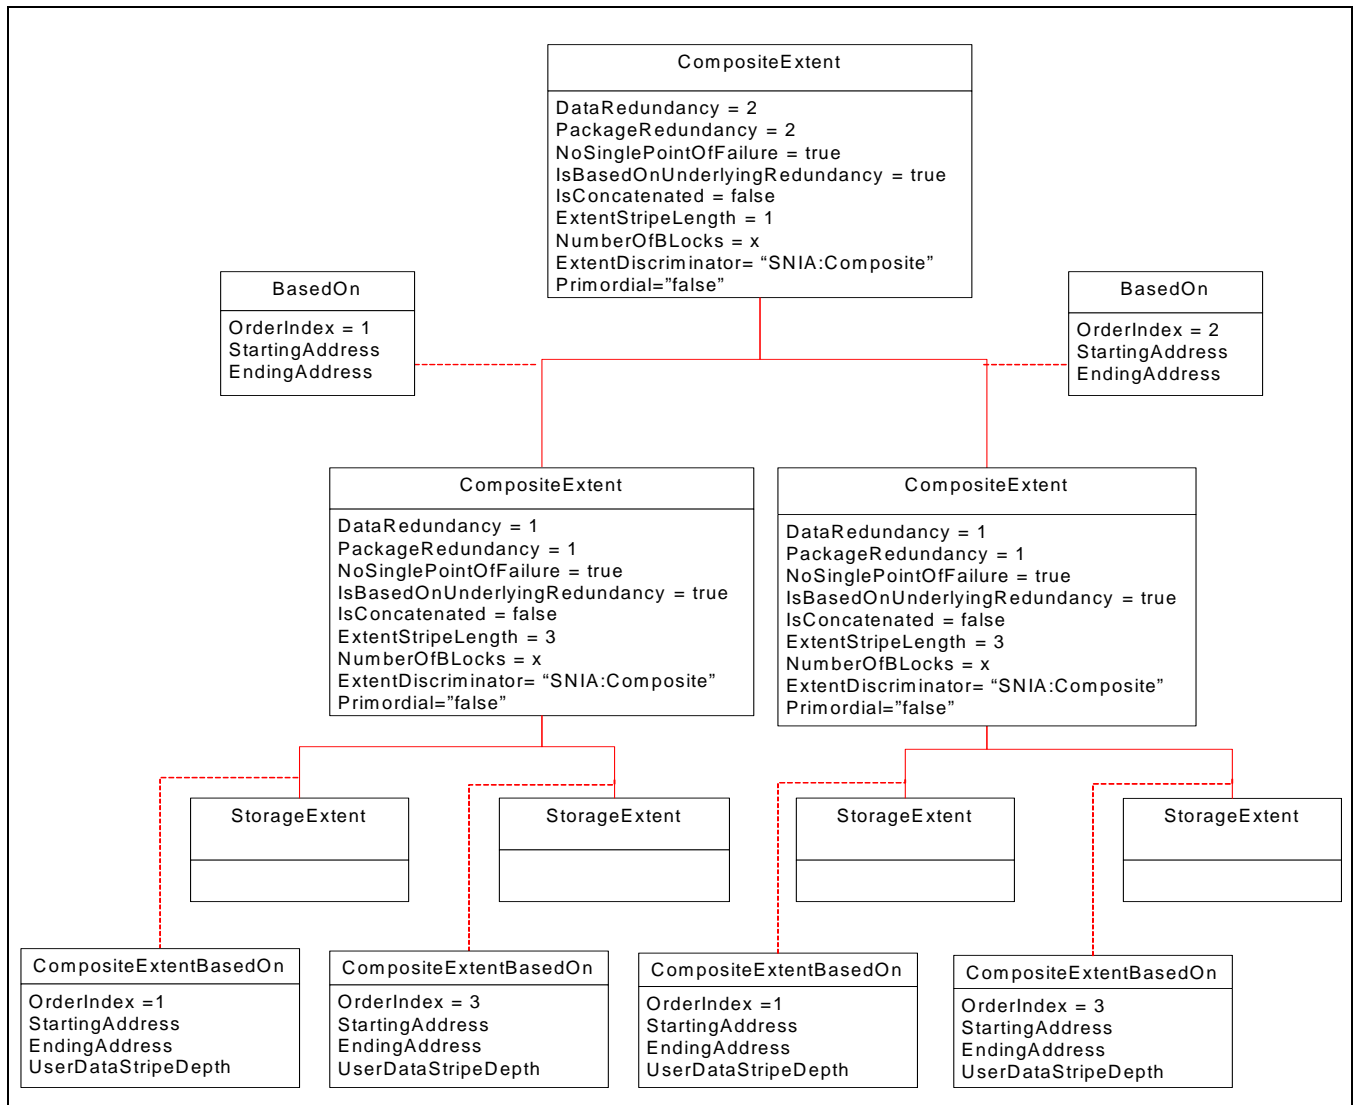 CompositeExtent
DataRedundancy = 2
PackageRedundancy = 2
NoSinglePointOfFailure = true
IsBasedOnUnderlyingRedundancy = true
IsConcatenated = false
ExtentStripeLength = 1
NumberOfBLocks = x
ExtentDiscriminator= “SNIA:Composite”
Primordial=”false”
BasedOn
OrderIndex = 1
StartingAddress
EndingAddress
BasedOn
OrderIndex = 2
StartingAddress
EndingAddress
CompositeExtent
DataRedundancy = 1
PackageRedundancy = 1
NoSinglePointOfFailure = true
IsBasedOnUnderlyingRedundancy = true
IsConcatenated = false
ExtentStripeLength = 3
NumberOfBLocks = x
ExtentDiscriminator= “SNIA:Composite”
Primordial=”false”
CompositeExtent
DataRedundancy = 1
PackageRedundancy = 1
NoSinglePointOfFailure = true
IsBasedOnUnderlyingRedundancy = true
IsConcatenated = false
ExtentStripeLength = 3
NumberOfBLocks = x
ExtentDiscriminator= “SNIA:Composite”
Primordial=”false”
StorageExtent
StorageExtent
StorageExtent
StorageExtent
CompositeExtentBasedOn
OrderIndex =1
StartingAddress
EndingAddress
UserDataStripeDepth
CompositeExtentBasedOn
OrderIndex = 3
StartingAddress
EndingAddress
UserDataStripeDepth
CompositeExtentBasedOn
OrderIndex =1
StartingAddress
EndingAddress
UserDataStripeDepth
CompositeExtentBasedOn
OrderIndex = 3
StartingAddress
EndingAddress
UserDataStripeDepth